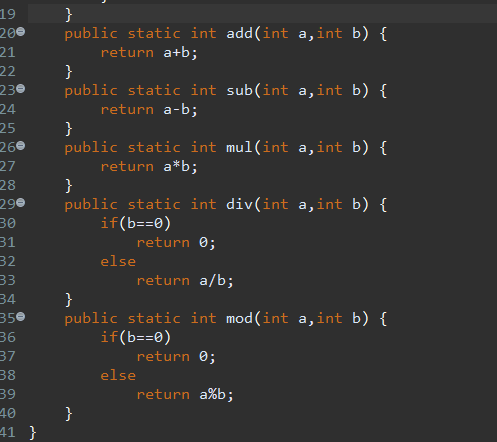 19 }
20 public static int add(int a,int b) {
21 return a+b;
22 }
23 public static int sub(int a,int b) {
24 return a-b;
25 }
26 public static int mul(int a,int b) {
27 return a*b;
28 }
29 public static int div(int a,int b) {
30 if(b==0)
31 return 0;
32 else
33 return a/b;
34 }
35 public static int mod(int a,int b) {
36 if(b==0)
37 return 0;
38 else
39 return a%b;
40 }
41 }